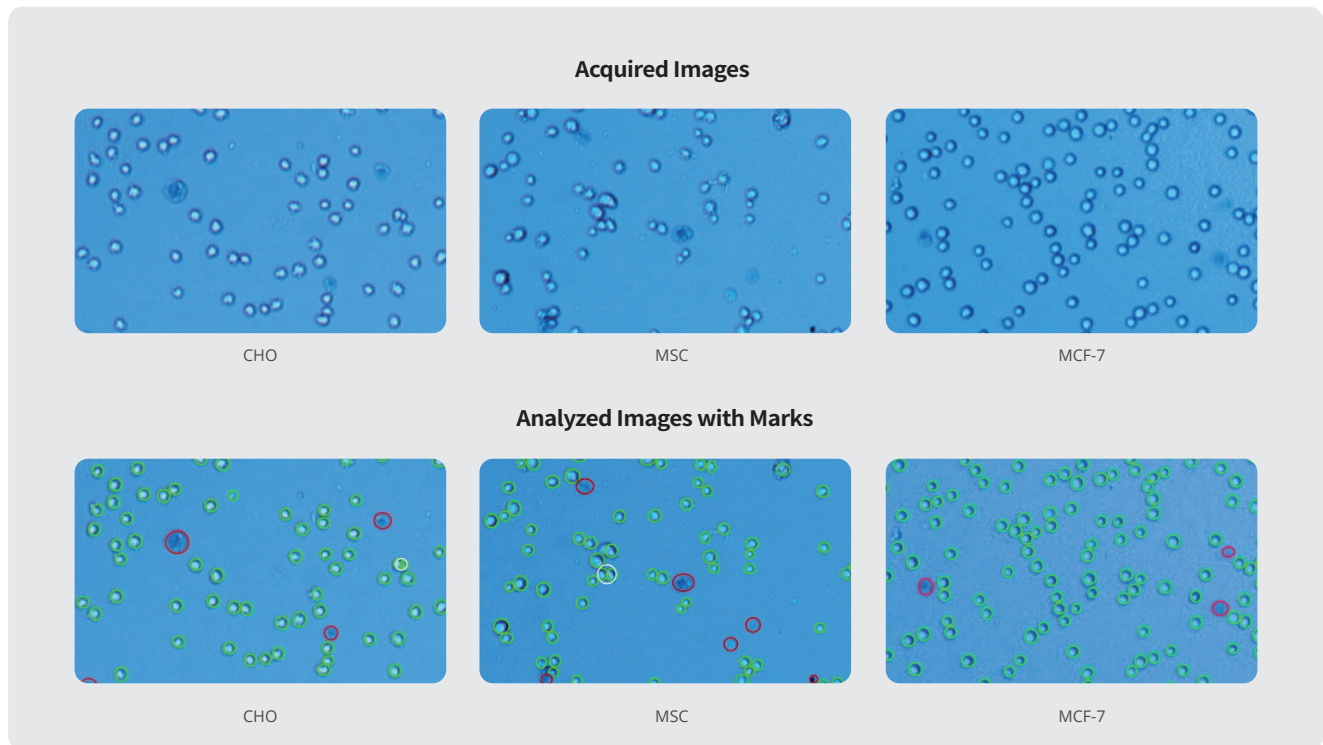 Acquired Images
CHO
MSC
MCF-7
Analyzed Images with Marks
CHO
MSC
MCF-7